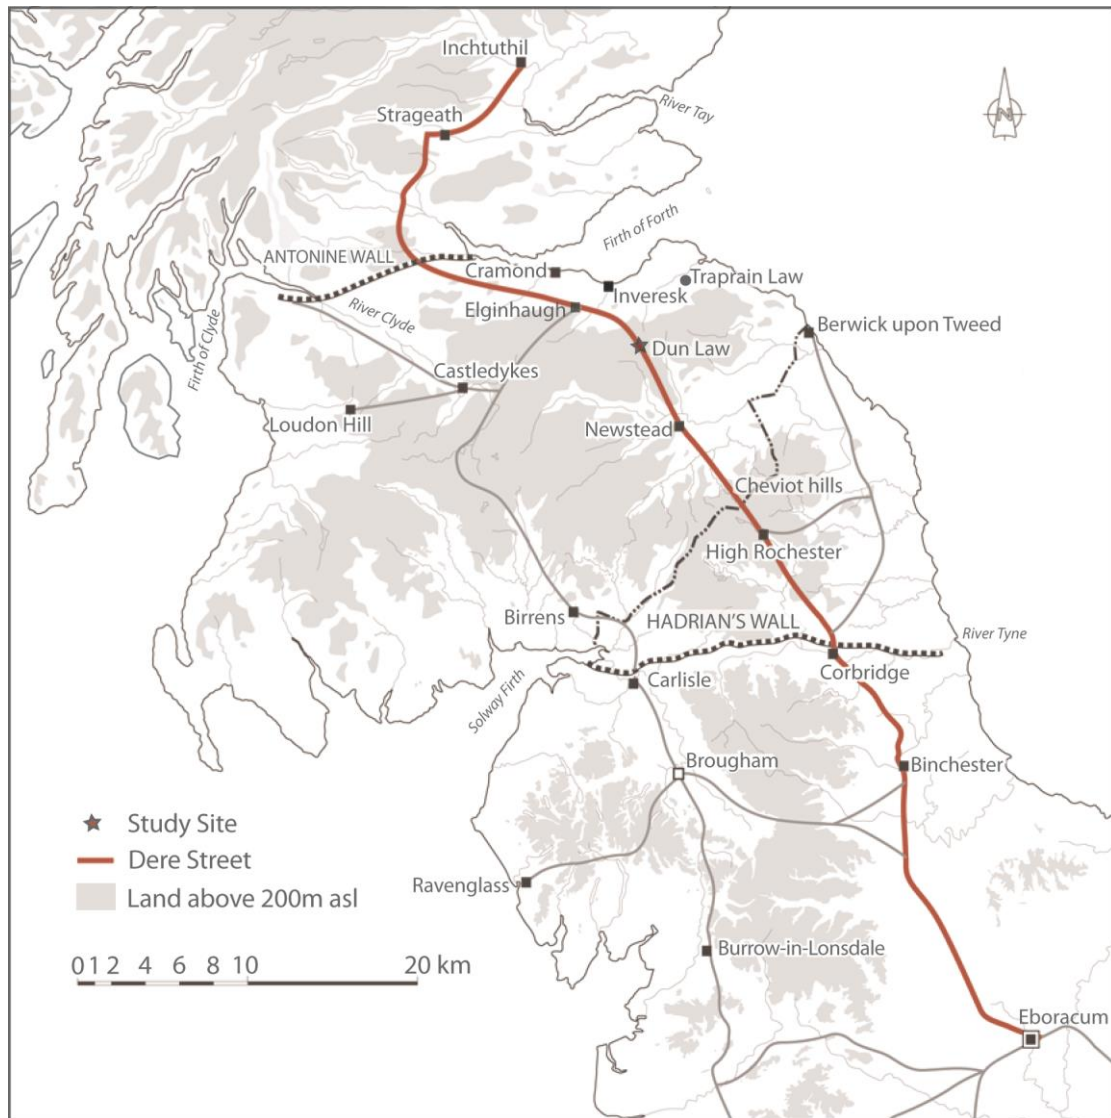 Inchtuthil
Strageath
River Tay
N
Firth of Forth
ANTONINE WALL
Cramond
Traprain Law
Inveresk
Elginhaugh
River Clyde
Firth of Clyde
Berwick upon Tweed
Dun Law
Castledykes
Loudon Hill
Newstead
Cheviot hills
High Rochester
Birrens
HADRIAN'S WALL
River Tyne
Corbridge
Carlisle
Solway Firth
Brougham
Binchester
Study Site
Dere Street
Land above 200m asl
Ravenglass
Burrow-in-Lonsdale
0 1 2 4 6 8 10 20 km
Eboracum